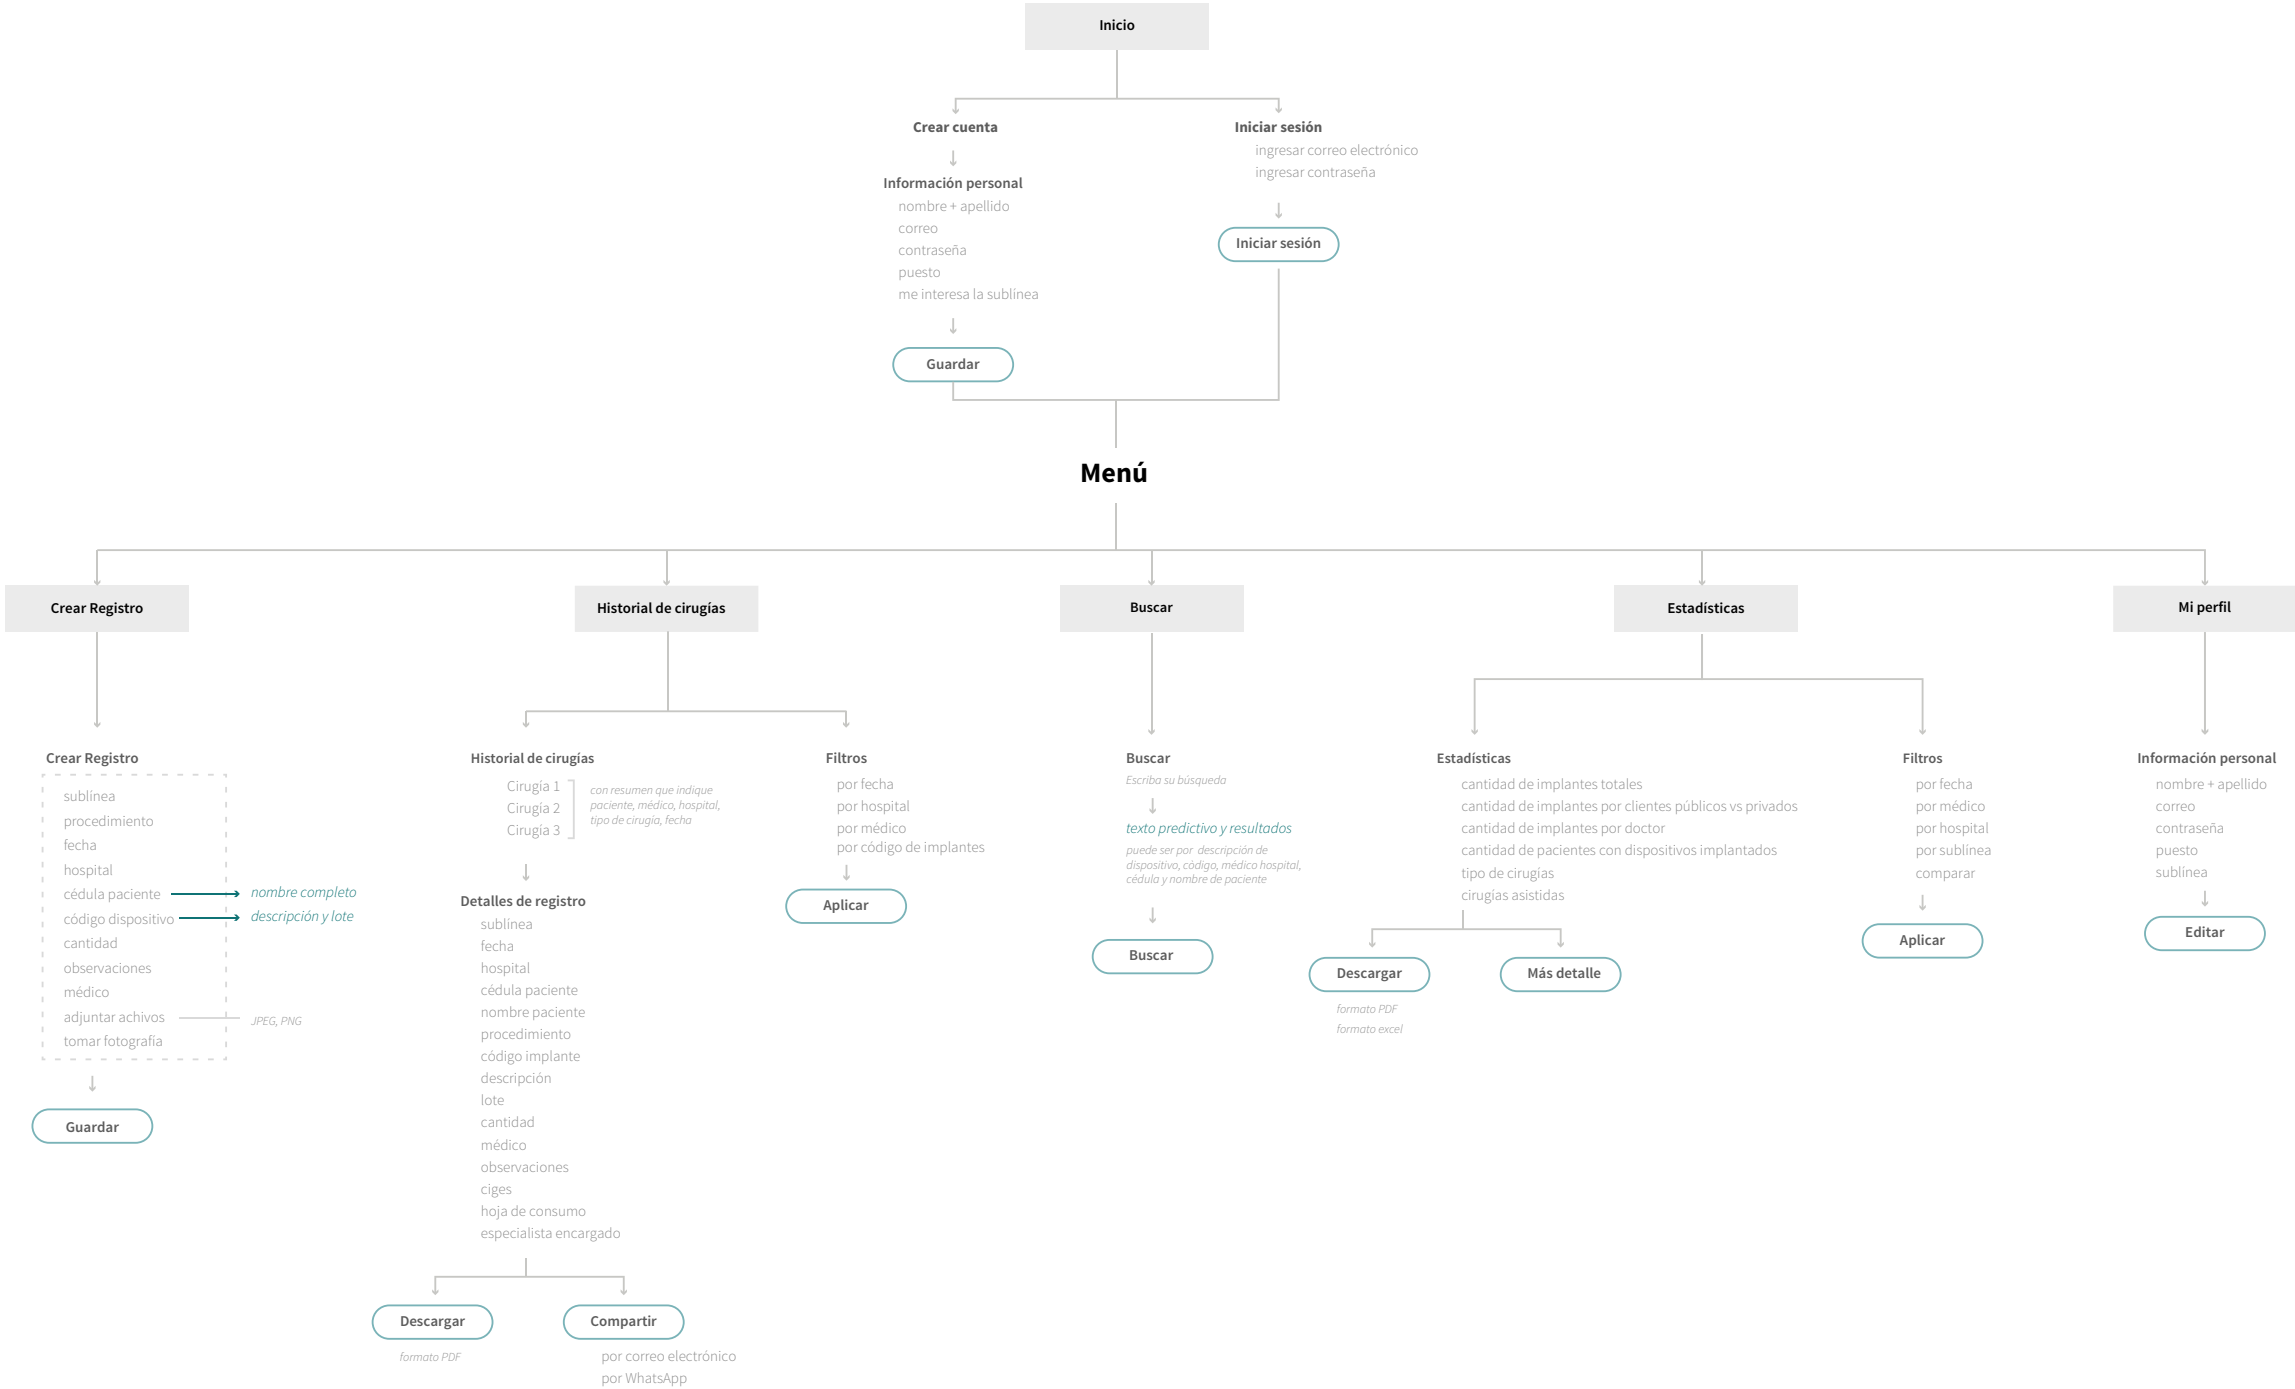 Inicio
Crear cuenta
Información personal
nombre + apellido
correo
contraseña
puesto
me interesa la sublínea
Guardar
Iniciar sesión
ingresar correo electrónico
ingresar contraseña
Iniciar sesión
Menú
Crear Registro
Crear Registro
sublínea
procedimiento
fecha
hospital
cédula paciente
nombre completo
código dispositivo
descripción y lote
cantidad
observaciones
médico
adjuntar achivos
JPEG, PNG
tomar fotografía
Guardar
Historial de cirugías
Historial de cirugías
Cirugía 1
Cirugía 2
Cirugía 3
con resumen que indique
paciente, médico, hospital,
tipo de cirugía, fecha
Detalles de registro
sublínea
fecha
hospital
cédula paciente
nombre paciente
procedimiento
código implante
descripción
lote
cantidad
médico
observaciones
ciges
hoja de consumo
especialista encargado
Descargar
formato PDF
Compartir
por correo electrónico
por WhatsApp
Filtros
por fecha
por hospital
por médico
por código de implantes
Aplicar
Buscar
Buscar
Escriba su búsqueda
texto predictivo y resultados
puede ser por descripción de
dispositivo, código, médico hospital,
cédula y nombre de paciente
Buscar
Estadísticas
Estadísticas
cantidad de implantes totales
cantidad de implantes por clientes públicos vs privados
cantidad de implantes por doctor
cantidad de pacientes con dispositivos implantados
tipo de cirugías
cirugías asistidas
Descargar
formato PDF
formato excel
Más detalle
Filtros
por fecha
por médico
por hospital
por sublínea
comparar
Aplicar
Mi perfil
Información personal
nombre + apellido
correo
contraseña
puesto
sublínea
Editar